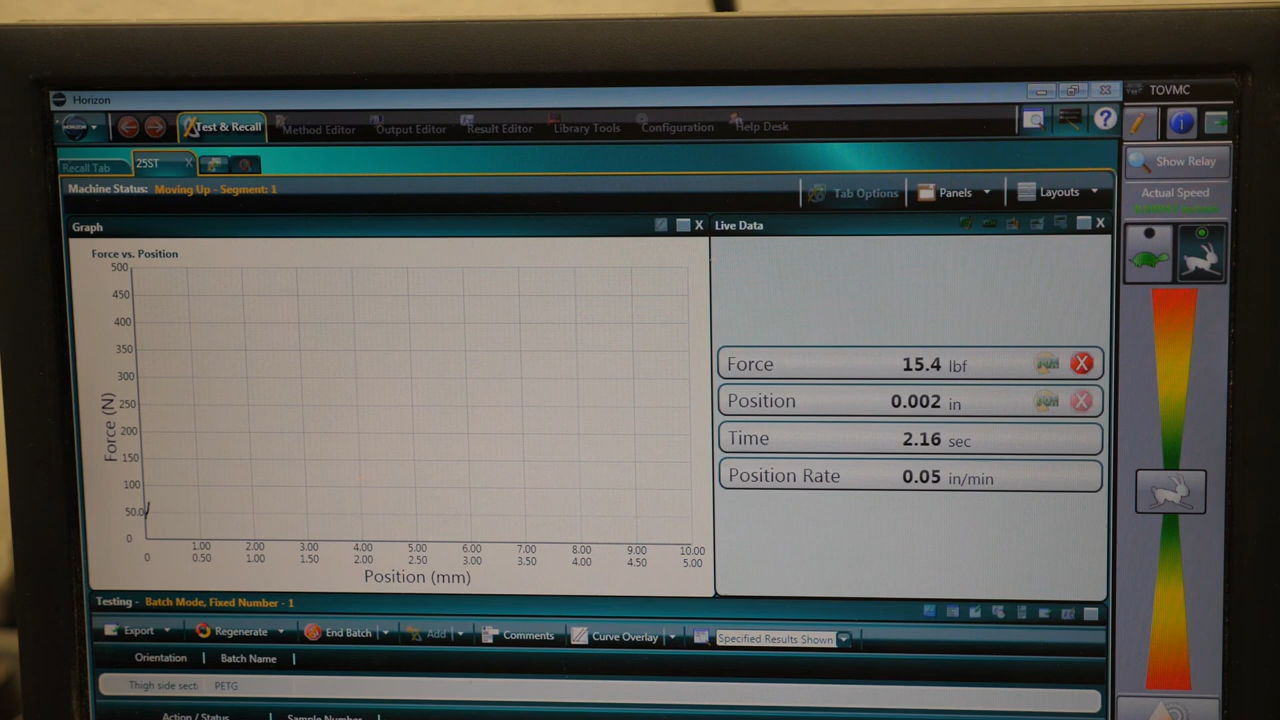 Horizon
TOVMC
HORIZON
Test & Recall
Method Editor
Output Editor
Result Editor
Library Tools
Configuration
Help Desk
Recall Tab
25ST
X
Show Relay
Machine Status: Moving Up - Segment: 1
Tab Options
Panels
Layouts
Actual Speed
Graph
X
Live Data
X
Force vs. Position
500
450
400
350
300
250
200
150
100
50.0
0
Force (N)
0 1.00 2.00 3.00 4.00 5.00 6.00 7.00 8.00 9.00 10.00
0.50 1.00 1.50 2.00 2.50 3.00 3.50 4.00 4.50 5.00
Position (mm)
Force 15.4 lbf
Position 0.002 in
Time 2.16 sec
Position Rate 0.05 in/min
Testing - Batch Mode, Fixed Number - 1
Export
Regenerate
End Batch
Add
Comments
Curve Overlay
Specified Results Shown
Orientation
Batch Name
Thigh side secti PETG
Action / Status
Sample Number